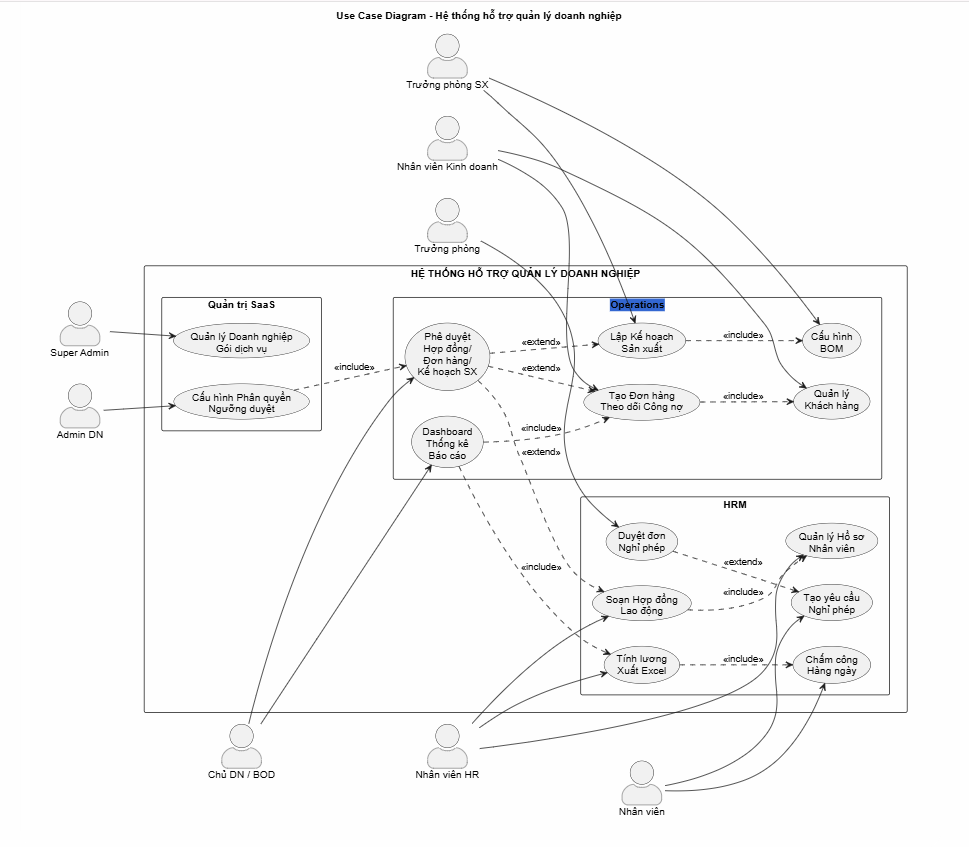 Use Case Diagram - Hệ thống hỗ trợ quản lý doanh nghiệp
Trưởng phòng SX
Nhân viên Kinh doanh
Trưởng phòng
HỆ THỐNG HỖ TRỢ QUẢN LÝ DOANH NGHIỆP
Quản trị SaaS
Operations
Super Admin
Quản lý Doanh nghiệp
Gói dịch vụ
Phê duyệt
Hợp đồng/
Đơn hàng/
Kế hoạch SX
«extend»
Lập Kế hoạch
Sản xuất
«include»
Cấu hình
BOM
«include»
«extend»
Admin DN
Cấu hình Phân quyền
Ngưỡng duyệt
Tạo Đơn hàng
Theo dõi Công nợ
«include»
Quản lý
Khách hàng
Dashboard
Thống kê
Báo cáo
«include»
«extend»
HRM
Duyệt đơn
Nghỉ phép
Quản lý Hồ sơ
Nhân viên
«extend»
«include»
«include»
Soạn Hợp đồng
Lao động
Tạo yêu cầu
Nghỉ phép
Tính lương
Xuất Excel
«include»
Chấm công
Hàng ngày
Chủ DN / BOD
Nhân viên HR
Nhân viên